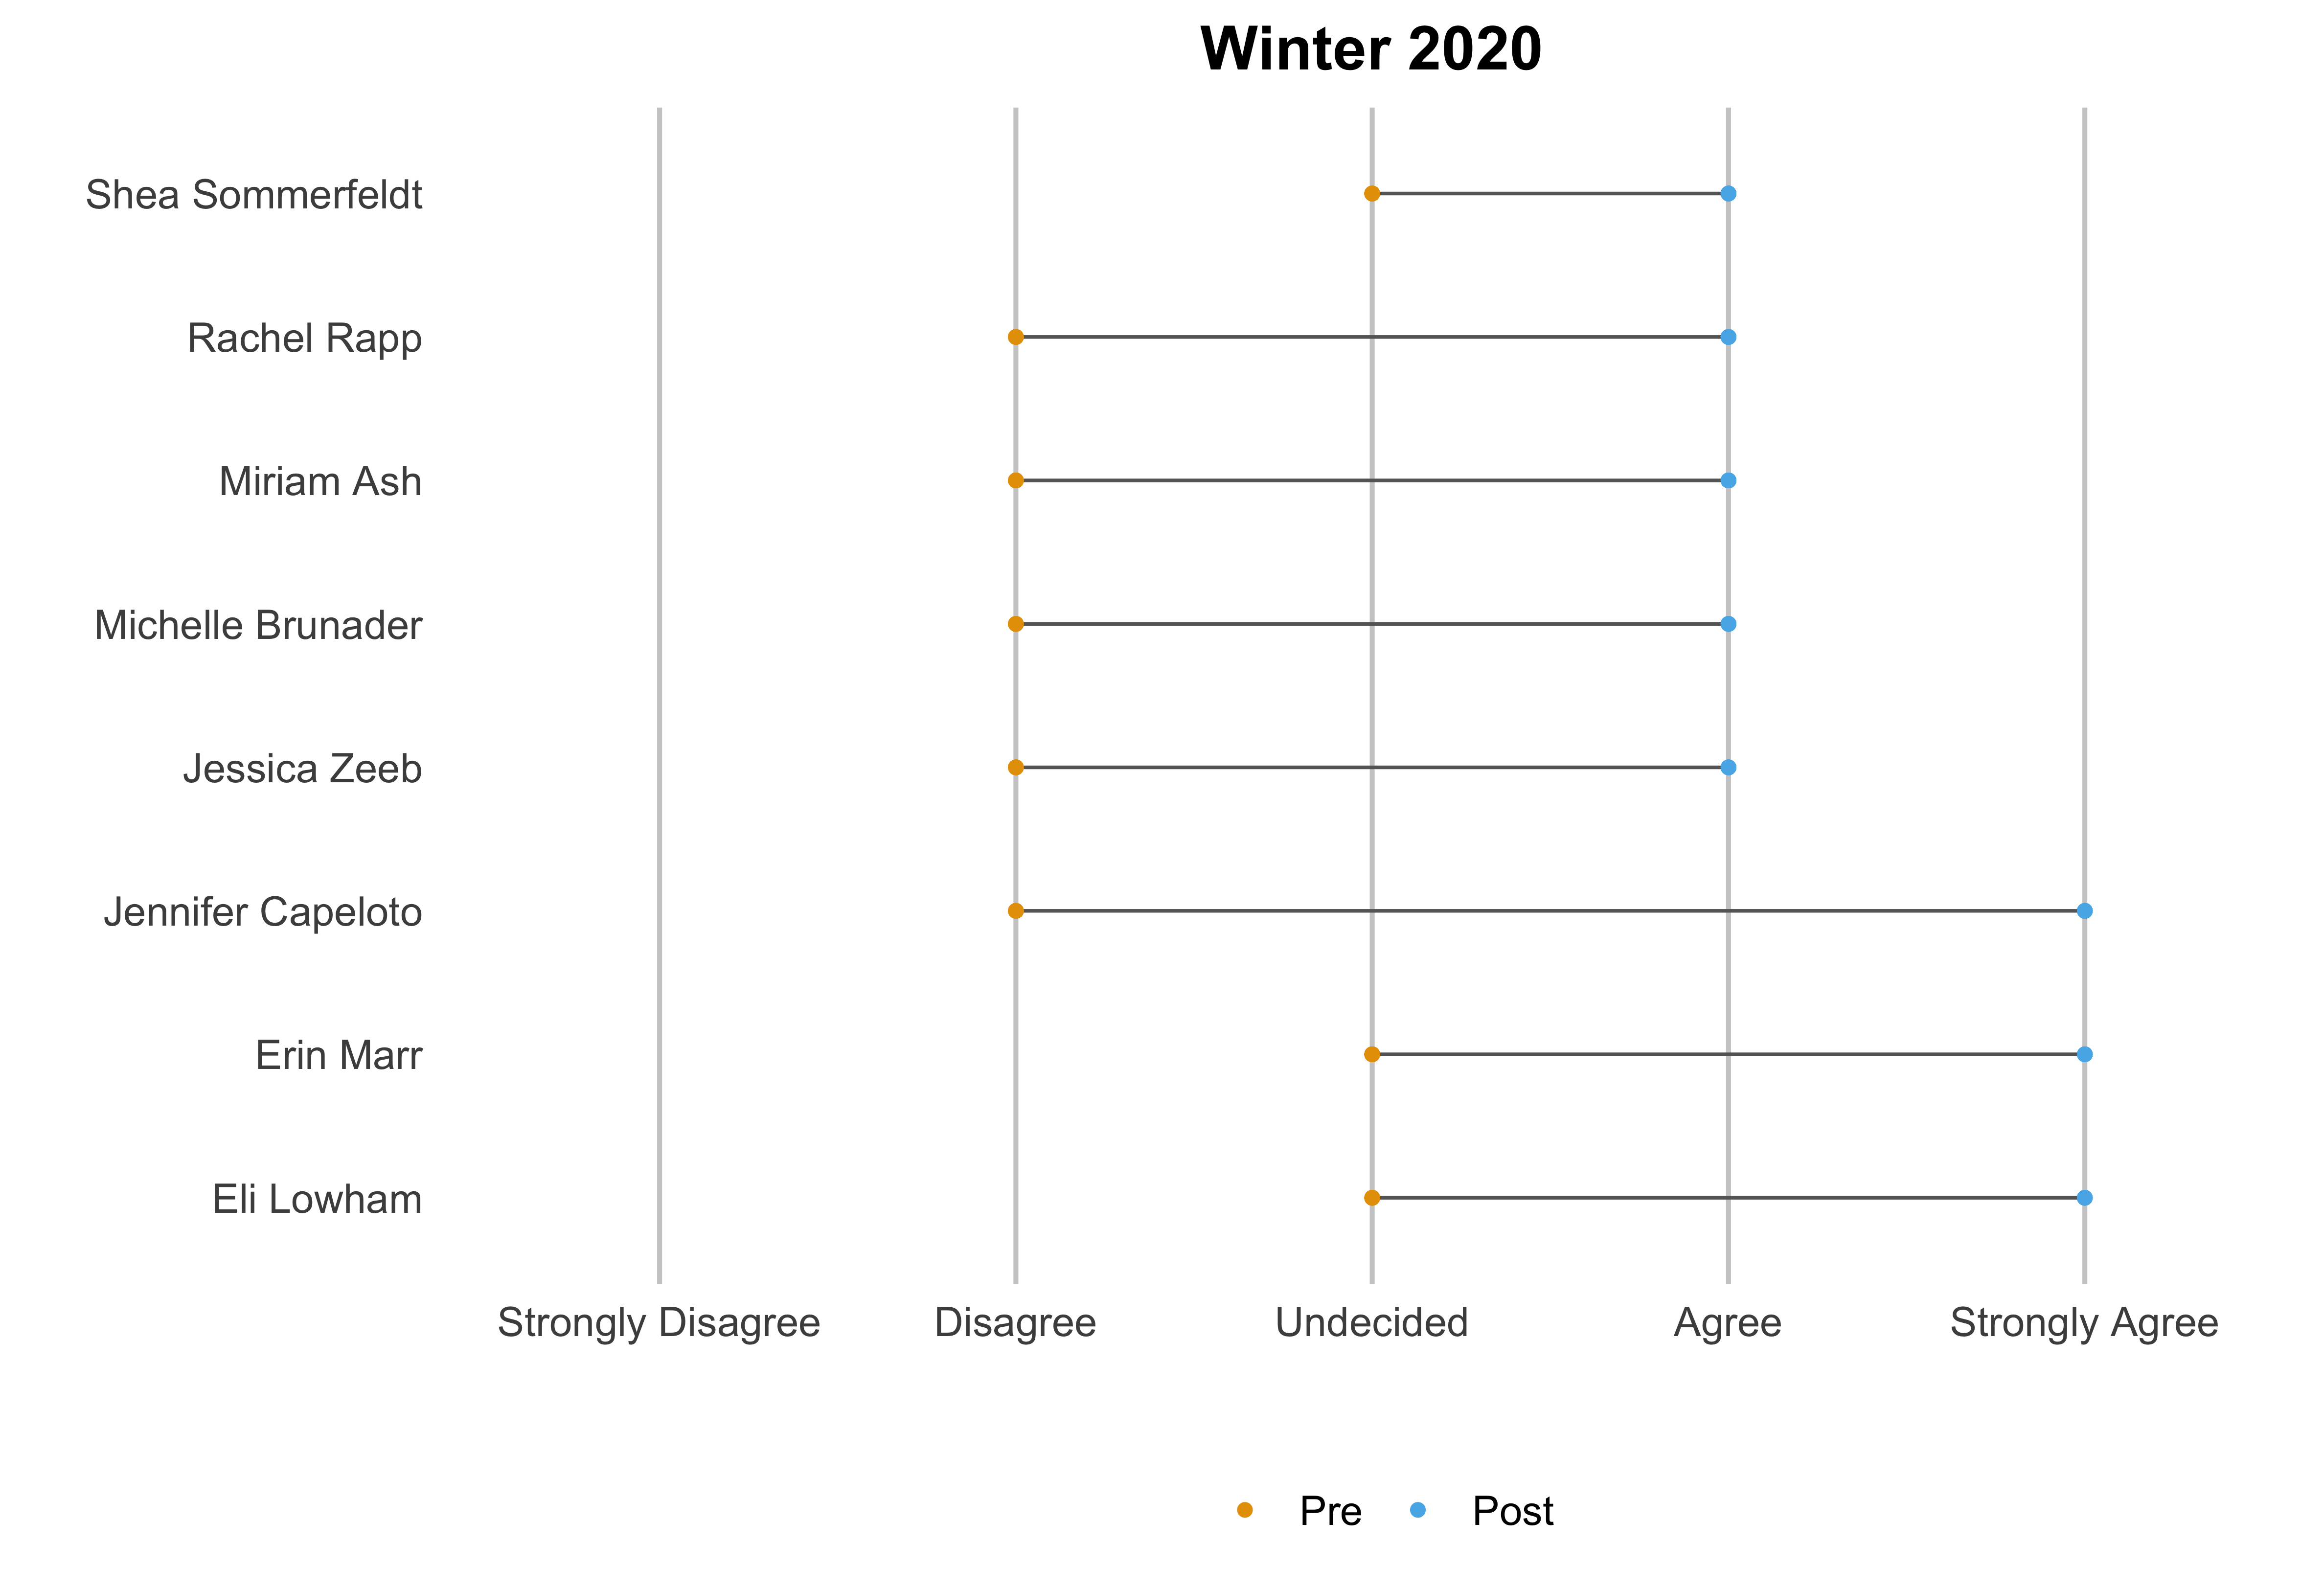 Winter 2020
Shea Sommerfeldt
Rachel Rapp
Miriam Ash
Michelle Brunader
Jessica Zeeb
Jennifer Capeloto
Erin Marr
Eli Lowham
Strongly Disagree Disagree Undecided Agree Strongly Agree
Pre Post